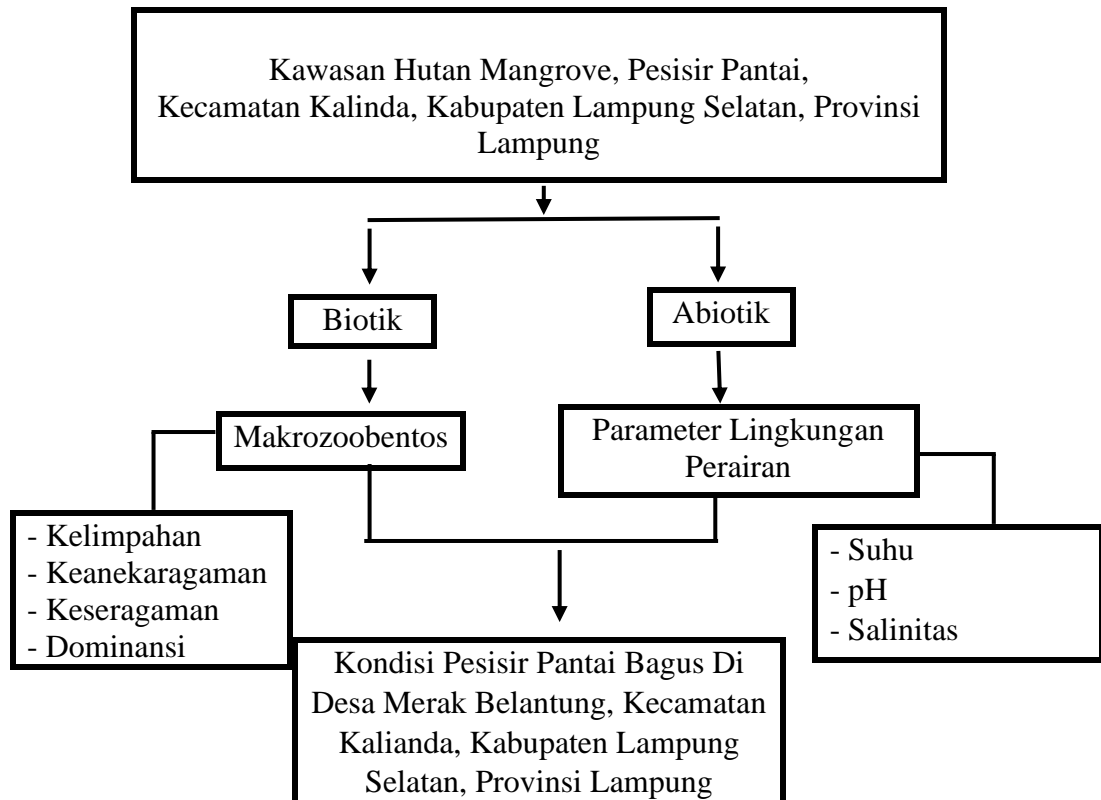 Kawasan Hutan Mangrove, Pesisir Pantai,
Kecamatan Kalinda, Kabupaten Lampung Selatan, Provinsi
Lampung
Biotik
Abiotik
Makrozoobentos
Parameter Lingkungan
Perairan
- Kelimpahan
- Keanekaragaman
- Keseragaman
- Dominansi
- Suhu
- pH
- Salinitas
Kondisi Pesisir Pantai Bagus Di
Desa Merak Belantung, Kecamatan
Kalianda, Kabupaten Lampung
Selatan, Provinsi Lampung